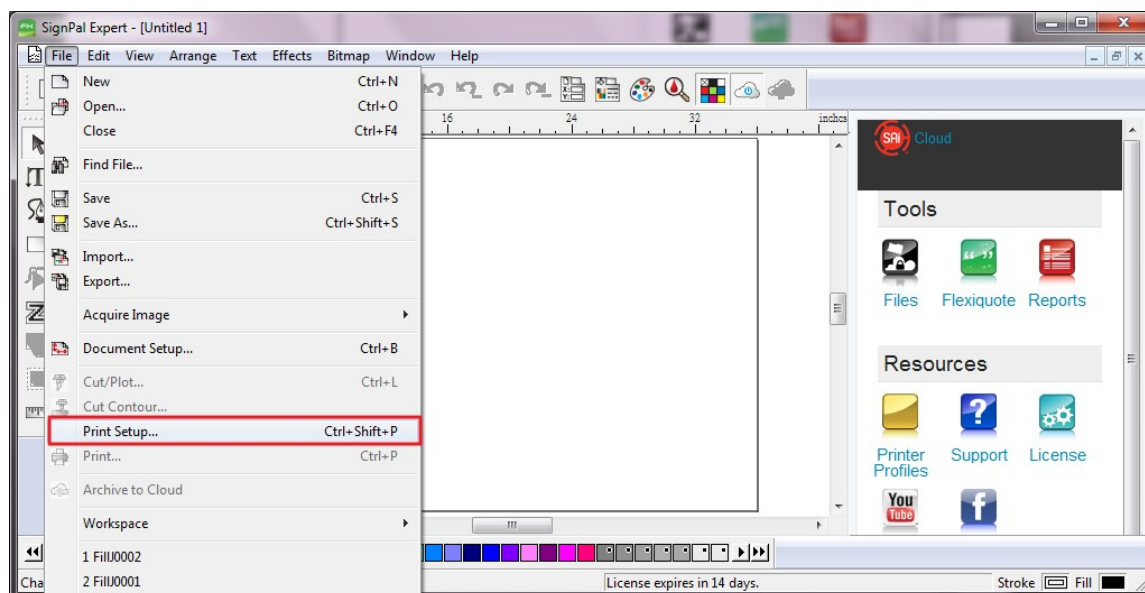 SignPal Expert - [Untitled 1]
File Edit View Arrange Text Effects Bitmap Window Help
New Ctrl+N
Open... Ctrl+O
Close Ctrl+F4
Find File...
Save Ctrl+S
Save As... Ctrl+Shift+S
Import...
Export...
Acquire Image
Document Setup... Ctrl+B
Cut/Plot... Ctrl+L
Cut Contour...
Print Setup... Ctrl+Shift+P
Print... Ctrl+P
Archive to Cloud
Workspace
1 FillJ0002
2 FillJ0001
16 24 32 inches
SAi Cloud
Tools
Files Flexiquote Reports
Resources
Printer Profiles Support License
You Tube
Cha
License expires in 14 days.
Stroke Fill